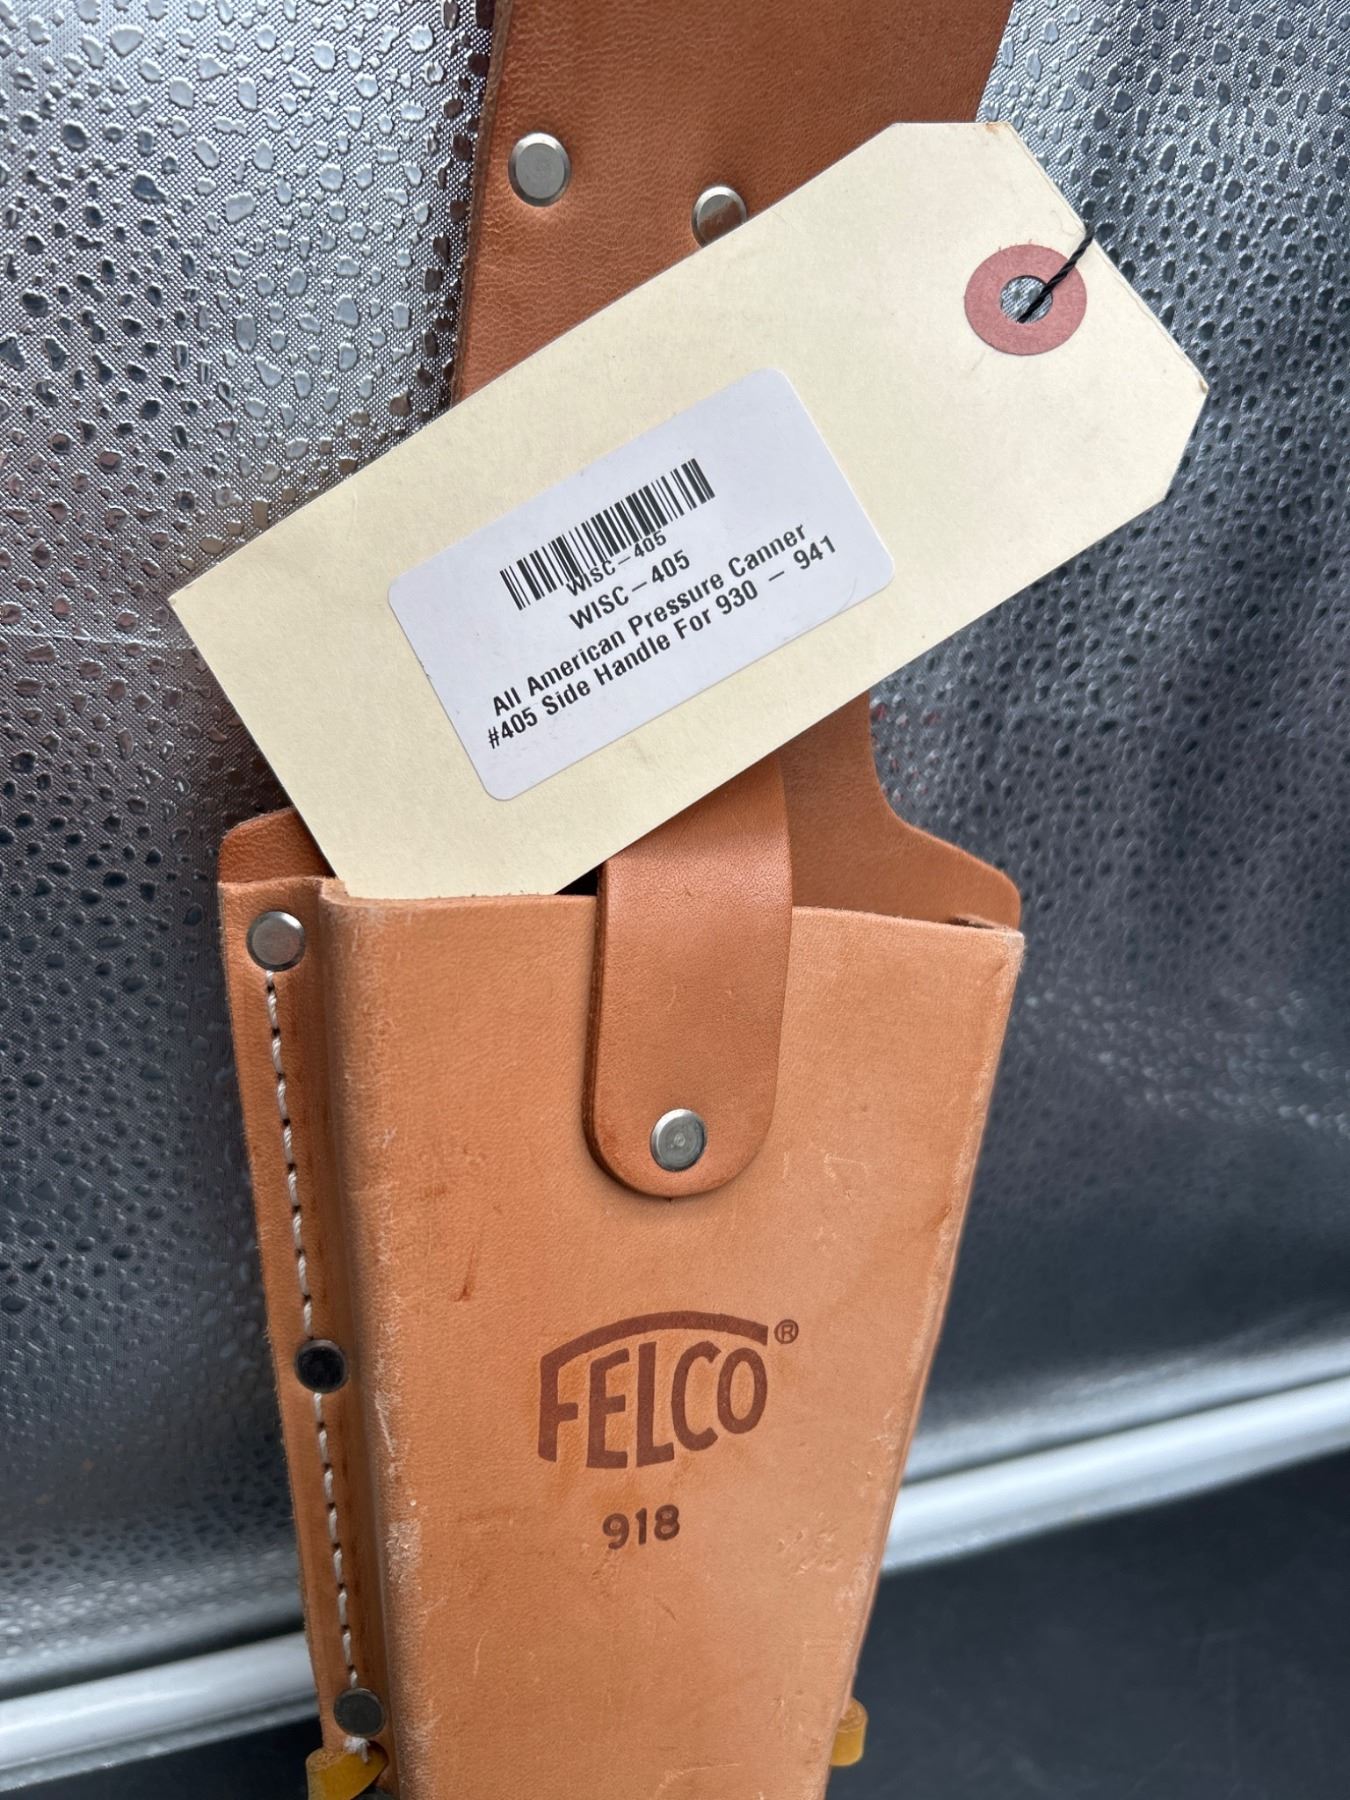 WISC-405
WISC-405
All American Pressure Canner
#405 Side Handle For 930 - 941
FELCO®
918